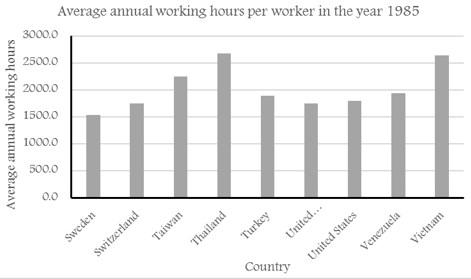 Average annual working hours per worker in the year 1985
Average annual working hours
3000.0
2500.0
2000.0
1500.0
1000.0
500.0
0.0
Sweden
Switzerland
Taiwan
Thailand
Turkey
United...
United States
Venezuela
Vietnam
Country